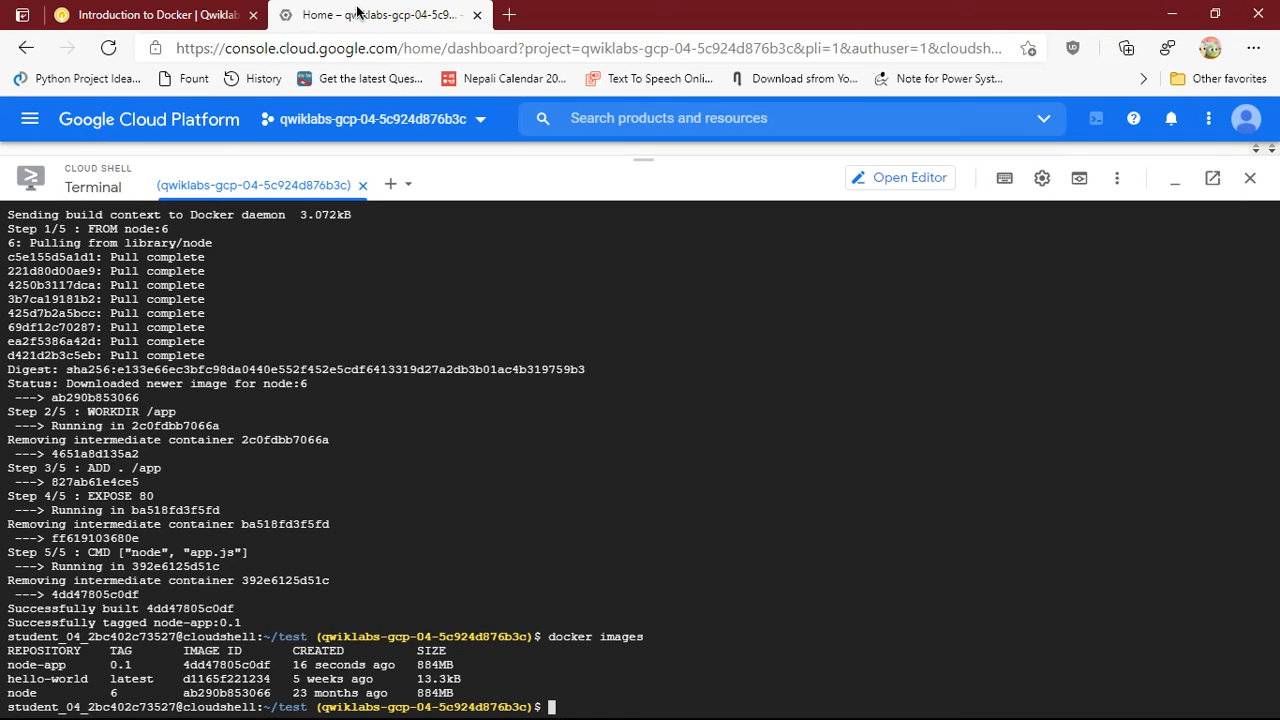 Introduction to Docker | Qwiklab
Home – qwiklabs-gcp-04-5c9...
https://console.cloud.google.com/home/dashboard?project=qwiklabs-gcp-04-5c924d876b3c&pli=1&authuser=1&cloudsh...
Python Project Idea...
Fount
History
Get the latest Ques...
Nepali Calendar 20...
Text To Speech Onli...
Download sfrom Yo...
Note for Power Syst...
Other favorites
Google Cloud Platform
qwiklabs-gcp-04-5c924d876b3c
Search products and resources
CLOUD SHELL
Terminal
(qwiklabs-gcp-04-5c924d876b3c)
Open Editor
Sending build context to Docker daemon  3.072kB
Step 1/5 : FROM node:6
6: Pulling from library/node
c5e155d5a1d1: Pull complete
221d80d00ae9: Pull complete
4250b3117dca: Pull complete
3b7ca19181b2: Pull complete
425d7b2a5bcc: Pull complete
69df12c70287: Pull complete
ea2f5386a42d: Pull complete
d421d2b3c5eb: Pull complete
Digest: sha256:e133e66ec3bfc98da0440e552f452e5cdf6413319d27a2db3b01ac4b319759b3
Status: Downloaded newer image for node:6
---> ab290b853066
Step 2/5 : WORKDIR /app
---> Running in 2c0fdbb7066a
Removing intermediate container 2c0fdbb7066a
---> 4651a8d135a2
Step 3/5 : ADD . /app
---> 827ab61e4ce5
Step 4/5 : EXPOSE 80
---> Running in ba518fd3f5fd
Removing intermediate container ba518fd3f5fd
---> ff619103680e
Step 5/5 : CMD ["node", "app.js"]
---> Running in 392e6125d51c
Removing intermediate container 392e6125d51c
---> 4dd47805c0df
Successfully built 4dd47805c0df
Successfully tagged node-app:0.1
student_04_2bc402c73527@cloudshell:~/test (qwiklabs-gcp-04-5c924d876b3c)$ docker images
REPOSITORY   TAG   IMAGE ID   CREATED   SIZE
node-app   0.1   4dd47805c0df   16 seconds ago   884MB
hello-world   latest   d1165f221234   5 weeks ago   13.3kB
node   6   ab290b853066   23 months ago   884MB
student_04_2bc402c73527@cloudshell:~/test (qwiklabs-gcp-04-5c924d876b3c)$